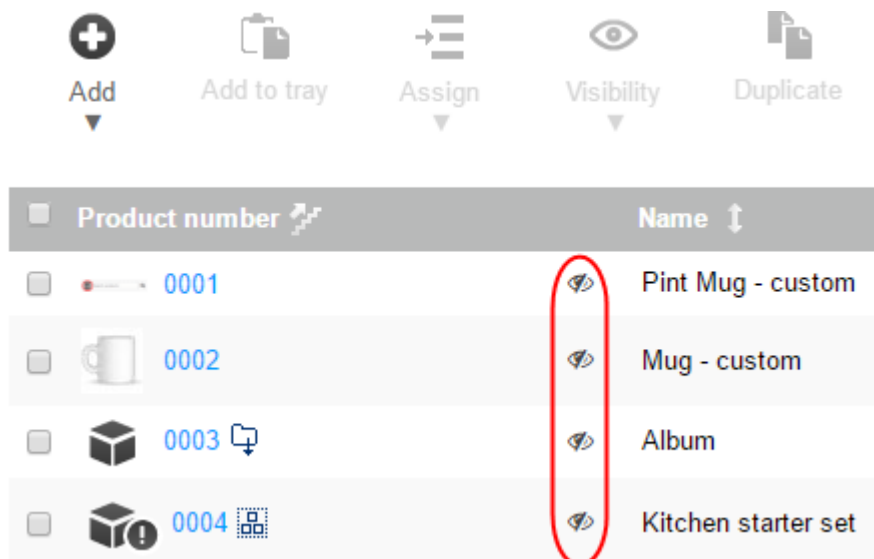 Add Add to tray Assign Visibility Duplicate
Product number Name
0001 Pint Mug - custom
0002 Mug - custom
0003 Album
0004 Kitchen starter set